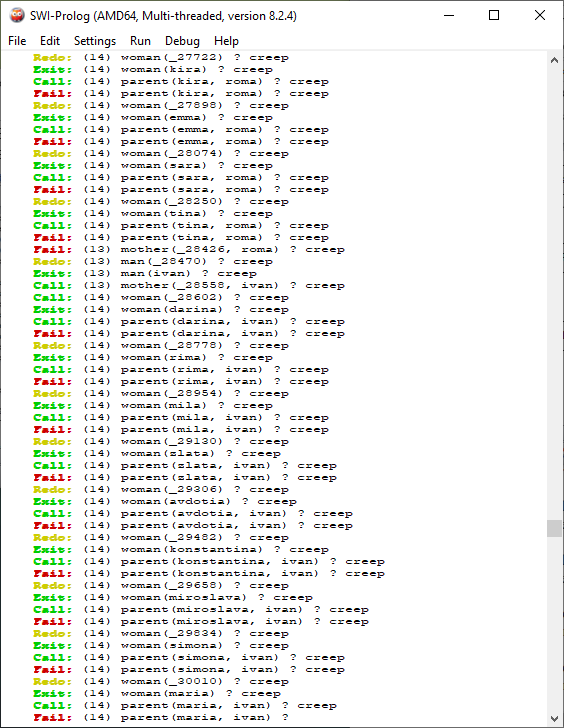 SWI-Prolog (AMD64, Multi-threaded, version 8.2.4)
File Edit Settings Run Debug Help
Redo: (14) woman(_27722) ? creep
Exit: (14) woman(kira) ? creep
Call: (14) parent(kira, roma) ? creep
Fail: (14) parent(kira, roma) ? creep
Redo: (14) woman(_27898) ? creep
Exit: (14) woman(emma) ? creep
Call: (14) parent(emma, roma) ? creep
Fail: (14) parent(emma, roma) ? creep
Redo: (14) woman(_28074) ? creep
Exit: (14) woman(sara) ? creep
Call: (14) parent(sara, roma) ? creep
Fail: (14) parent(sara, roma) ? creep
Redo: (14) woman(_28250) ? creep
Exit: (14) woman(tina) ? creep
Call: (14) parent(tina, roma) ? creep
Fail: (14) parent(tina, roma) ? creep
Fail: (13) mother(_28426, roma) ? creep
Redo: (13) man(_28470) ? creep
Exit: (13) man(ivan) ? creep
Call: (13) mother(_28558, ivan) ? creep
Call: (14) woman(_28602) ? creep
Exit: (14) woman(darina) ? creep
Call: (14) parent(darina, ivan) ? creep
Fail: (14) parent(darina, ivan) ? creep
Redo: (14) woman(_28778) ? creep
Exit: (14) woman(rima) ? creep
Call: (14) parent(rima, ivan) ? creep
Fail: (14) parent(rima, ivan) ? creep
Redo: (14) woman(_28954) ? creep
Exit: (14) woman(mila) ? creep
Call: (14) parent(mila, ivan) ? creep
Fail: (14) parent(mila, ivan) ? creep
Redo: (14) woman(_29130) ? creep
Exit: (14) woman(zlata) ? creep
Call: (14) parent(zlata, ivan) ? creep
Fail: (14) parent(zlata, ivan) ? creep
Redo: (14) woman(_29306) ? creep
Exit: (14) woman(avdotia) ? creep
Call: (14) parent(avdotia, ivan) ? creep
Fail: (14) parent(avdotia, ivan) ? creep
Redo: (14) woman(_29482) ? creep
Exit: (14) woman(konstantina) ? creep
Call: (14) parent(konstantina, ivan) ? creep
Fail: (14) parent(konstantina, ivan) ? creep
Redo: (14) woman(_29658) ? creep
Exit: (14) woman(miroslava) ? creep
Call: (14) parent(miroslava, ivan) ? creep
Fail: (14) parent(miroslava, ivan) ? creep
Redo: (14) woman(_29834) ? creep
Exit: (14) woman(simona) ? creep
Call: (14) parent(simona, ivan) ? creep
Fail: (14) parent(simona, ivan) ? creep
Redo: (14) woman(_30010) ? creep
Exit: (14) woman(maria) ? creep
Call: (14) parent(maria, ivan) ? creep
Fail: (14) parent(maria, ivan) ?